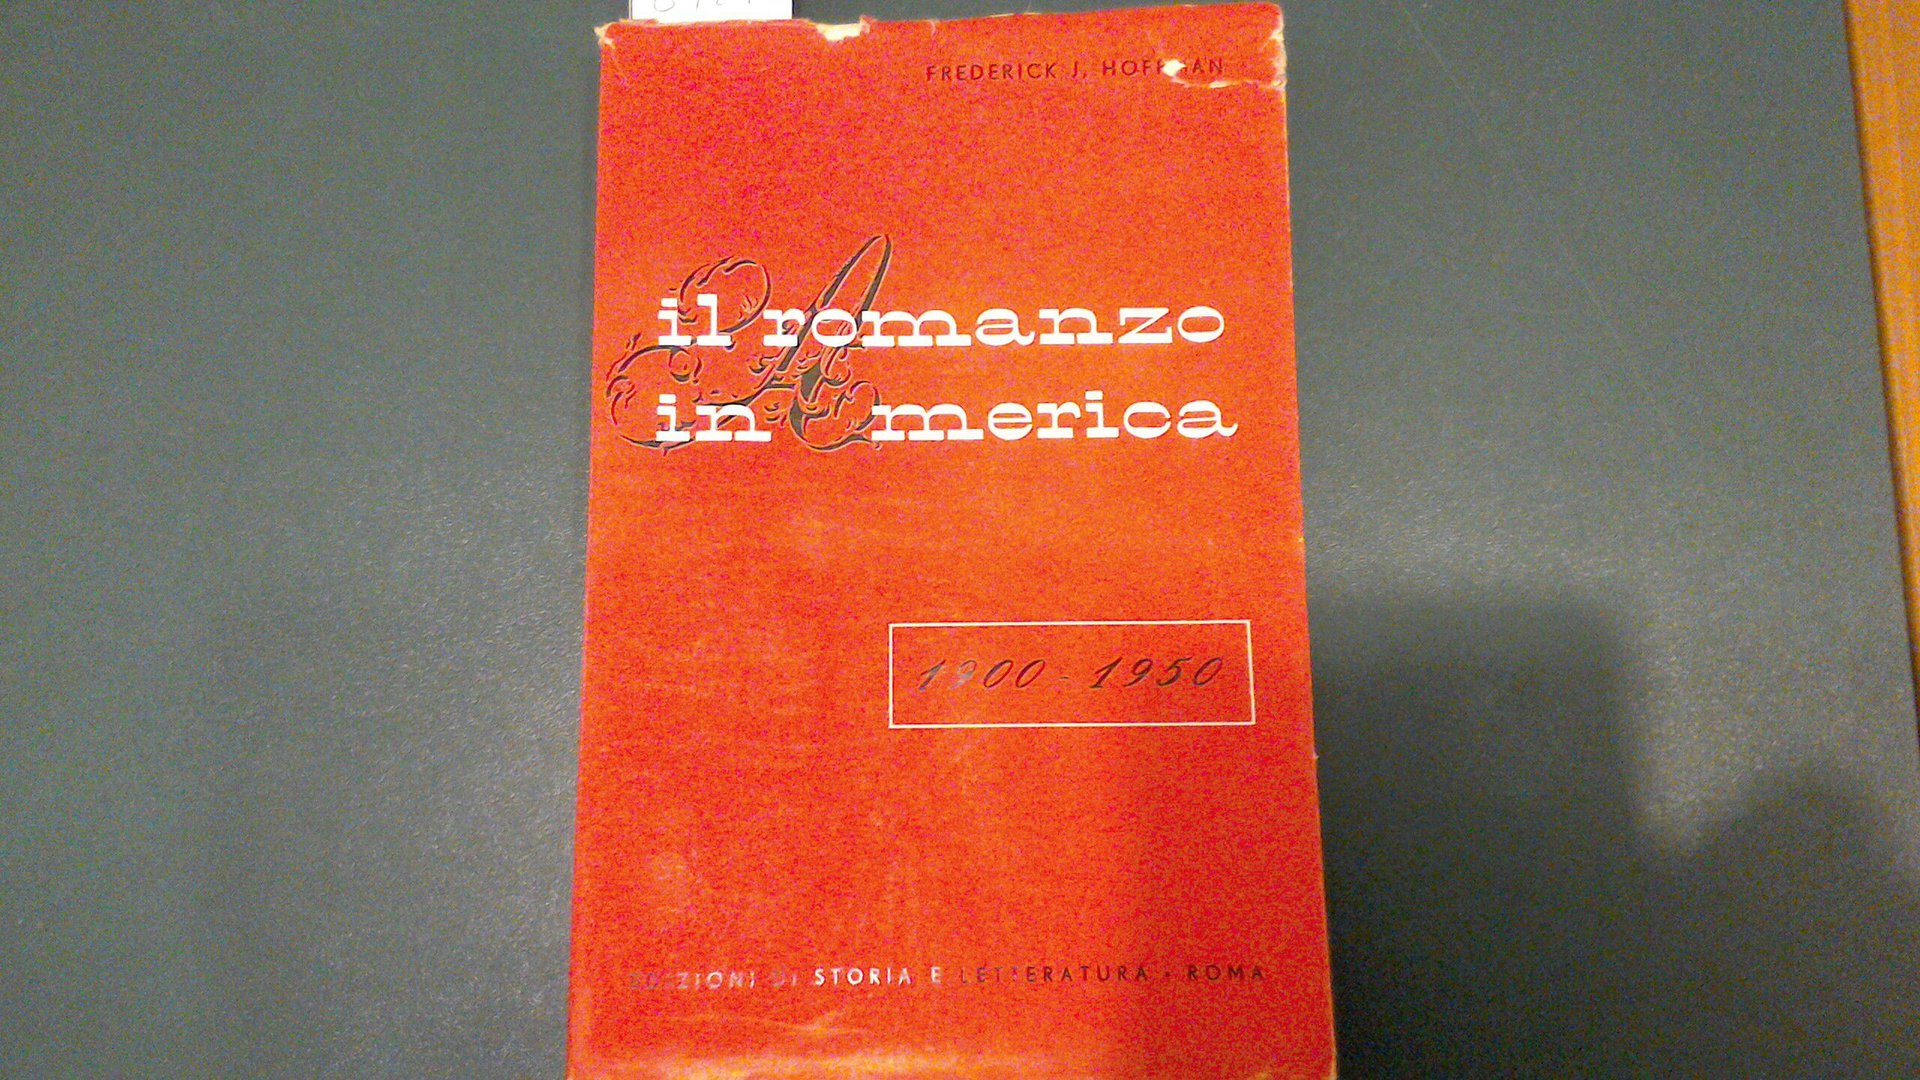 FREDERICK J. HOFFMAN
il romanzo
in America
1900 - 1950
EDIZIONI DI STORIA E LETTERATURA • ROMA